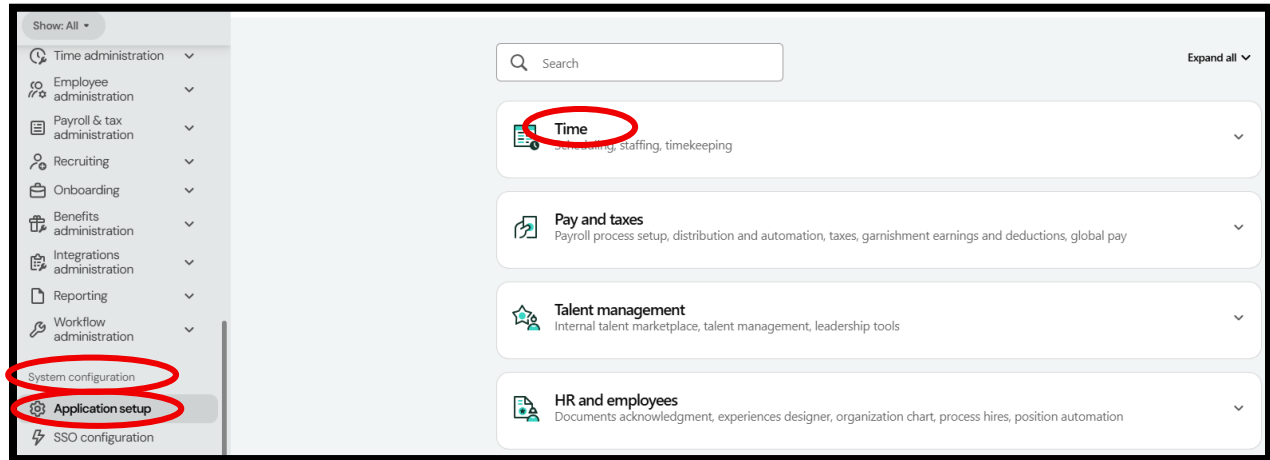 Show: All
Time administration
Employee
administration
Payroll & tax
administration
Recruiting
Onboarding
Benefits
administration
Integrations
administration
Reporting
Workflow
administration
System configuration
Application setup
SSO configuration
Search
Expand all
Time
Scheduling, staffing, timekeeping
Pay and taxes
Payroll process setup, distribution and automation, taxes, garnishment earnings and deductions, global pay
Talent management
Internal talent marketplace, talent management, leadership tools
HR and employees
Documents acknowledgment, experiences designer, organization chart, process hires, position automation